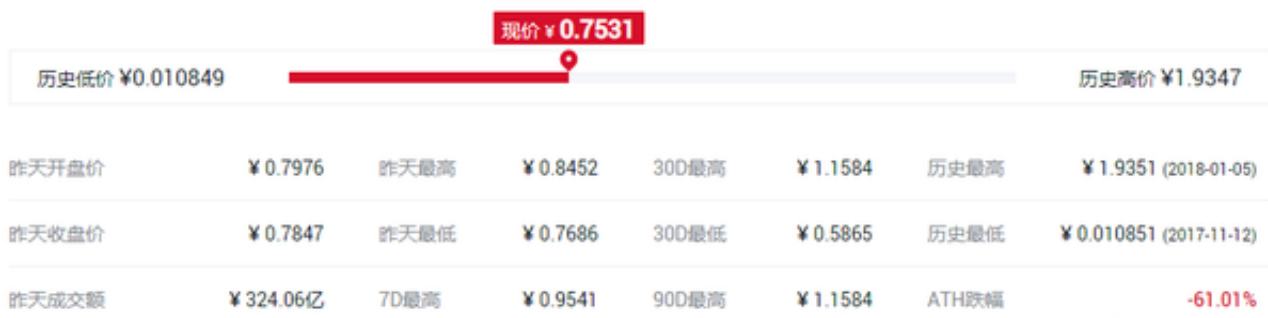 现价 ¥ 0.7531
历史低价 ¥0.010849 历史高价 ¥1.9347
昨天开盘价 ¥ 0.7976 昨天最高 ¥ 0.8452 30D最高 ¥ 1.1584 历史最高 ¥ 1.9351 (2018-01-05)
昨天收盘价 ¥ 0.7847 昨天最低 ¥ 0.7686 30D最低 ¥ 0.5865 历史最低 ¥ 0.010851 (2017-11-12)
昨天成交额 ¥ 324.06亿 7D最高 ¥ 0.9541 90D最高 ¥ 1.1584 ATH跌幅 -61.01%